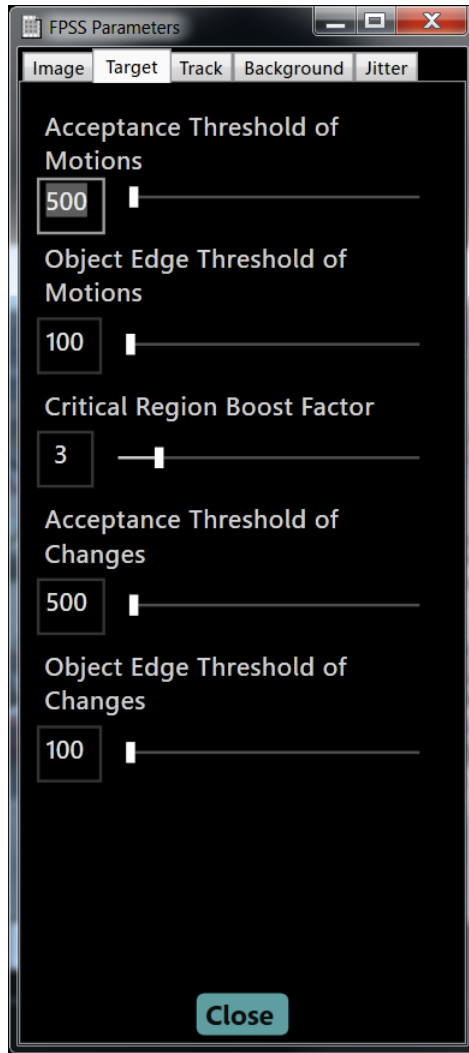 FPSS Parameters
Image Target Track Background Jitter
Acceptance Threshold of
Motions
500
Object Edge Threshold of
Motions
100
Critical Region Boost Factor
3
Acceptance Threshold of
Changes
500
Object Edge Threshold of
Changes
100
Close